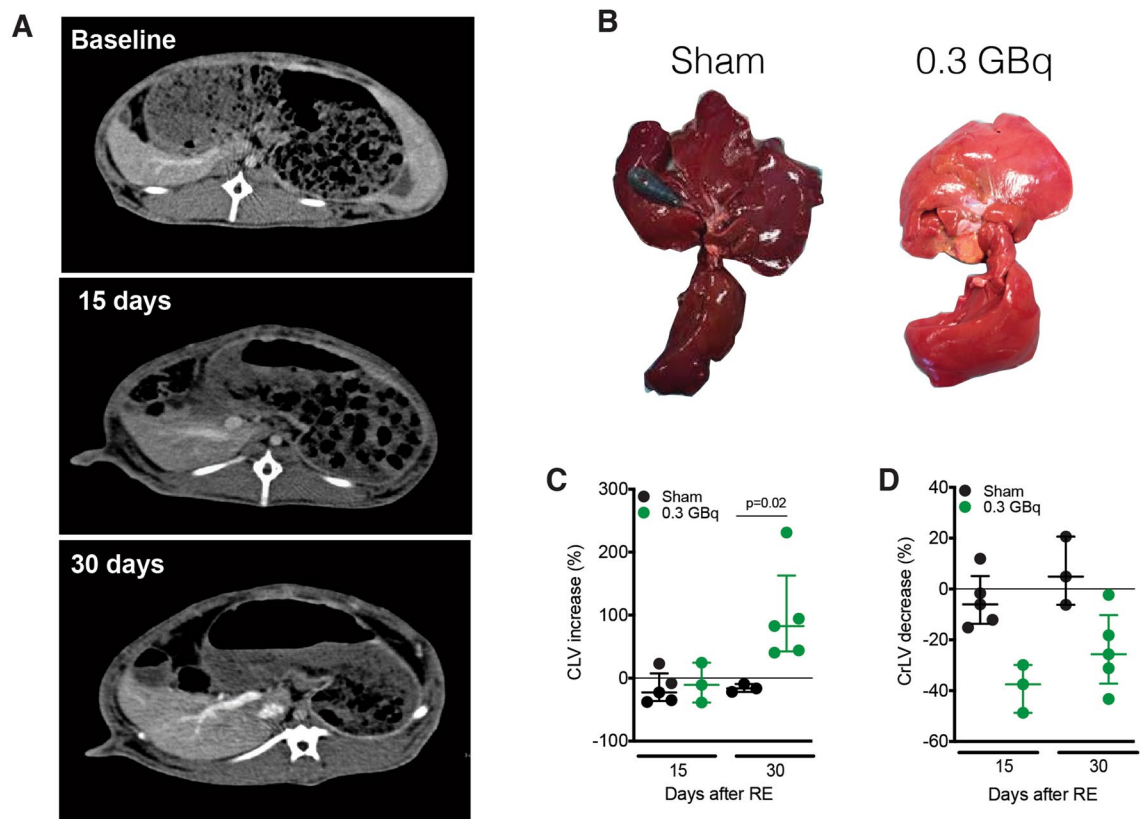 A
Baseline
15 days
30 days
B
Sham
0.3 GBq
C
CLV increase (%)
300
200
100
0
-100
Sham
0.3 GBq
p=0.02
15
30
Days after RE
D
CrLV decrease (%)
40
20
0
-20
-40
-60
Sham
0.3 GBq
15
30
Days after RE